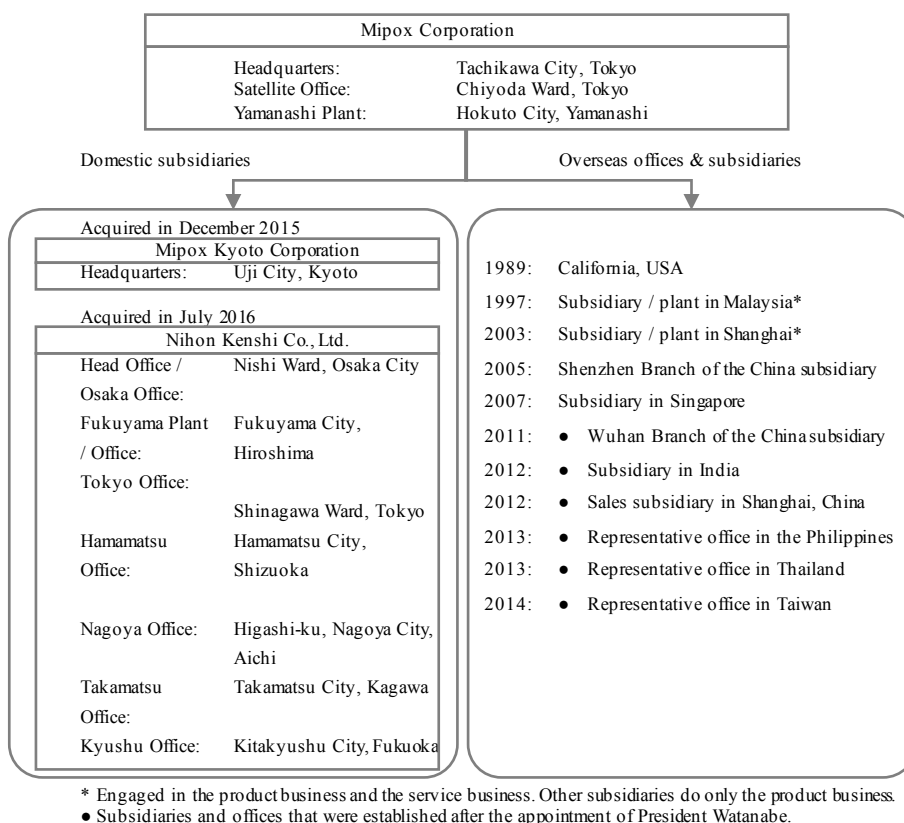 Mipox Corporation
Headquarters: Tachikawa City, Tokyo
Satellite Office: Chiyoda Ward, Tokyo
Yamanashi Plant: Hokuto City, Yamanashi
Domestic subsidiaries
Overseas offices & subsidiaries
Acquired in December 2015
Mipox Kyoto Corporation
Headquarters: Uji City, Kyoto
Acquired in July 2016
Nihon Kenshi Co., Ltd.
Head Office / Nishi Ward, Osaka City
Osaka Office:
Fukuyama Plant Fukuyama City,
/ Office: Hiroshima
Tokyo Office:
Shinagawa Ward, Tokyo
Hamamatsu Hamamatsu City,
Office: Shizuoka
Nagoya Office: Higashi-ku, Nagoya City,
Aichi
Takamatsu Takamatsu City, Kagawa
Office:
Kyushu Office: Kitakyushu City, Fukuoka
1989: California, USA
1997: Subsidiary / plant in Malaysia*
2003: Subsidiary / plant in Shanghai*
2005: Shenzhen Branch of the China subsidiary
2007: Subsidiary in Singapore
2011: ● Wuhan Branch of the China subsidiary
2012: ● Subsidiary in India
2012: ● Sales subsidiary in Shanghai, China
2013: ● Representative office in the Philippines
2013: ● Representative office in Thailand
2014: ● Representative office in Taiwan
* Engaged in the product business and the service business. Other subsidiaries do only the product business.
● Subsidiaries and offices that were established after the appointment of President Watanabe.